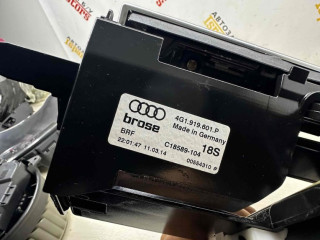 4G1.919.601.P
Made in Germany
brose
BRF
C18589-104
18S
22:01:47 11.03.14
00684310